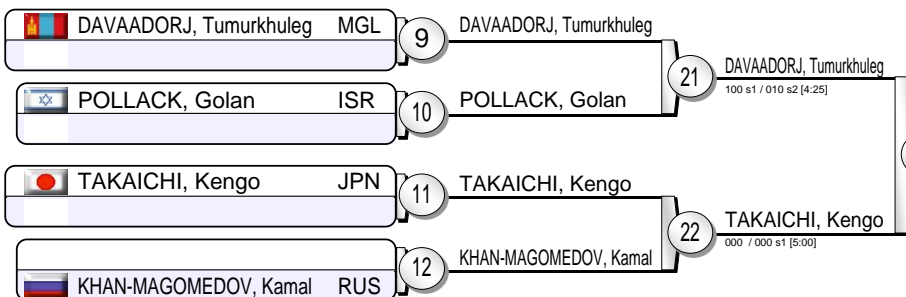 DAVAADORJ, Tumurkhuleg MGL
9
DAVAADORJ, Tumurkhuleg
21
DAVAADORJ, Tumurkhuleg
100 s1 / 010 s2 [4:25]
POLLACK, Golan ISR
10
POLLACK, Golan
TAKAICHI, Kengo JPN
11
TAKAICHI, Kengo
22
TAKAICHI, Kengo
000 / 000 s1 [5:00]
KHAN-MAGOMEDOV, Kamal RUS
12
KHAN-MAGOMEDOV, Kamal